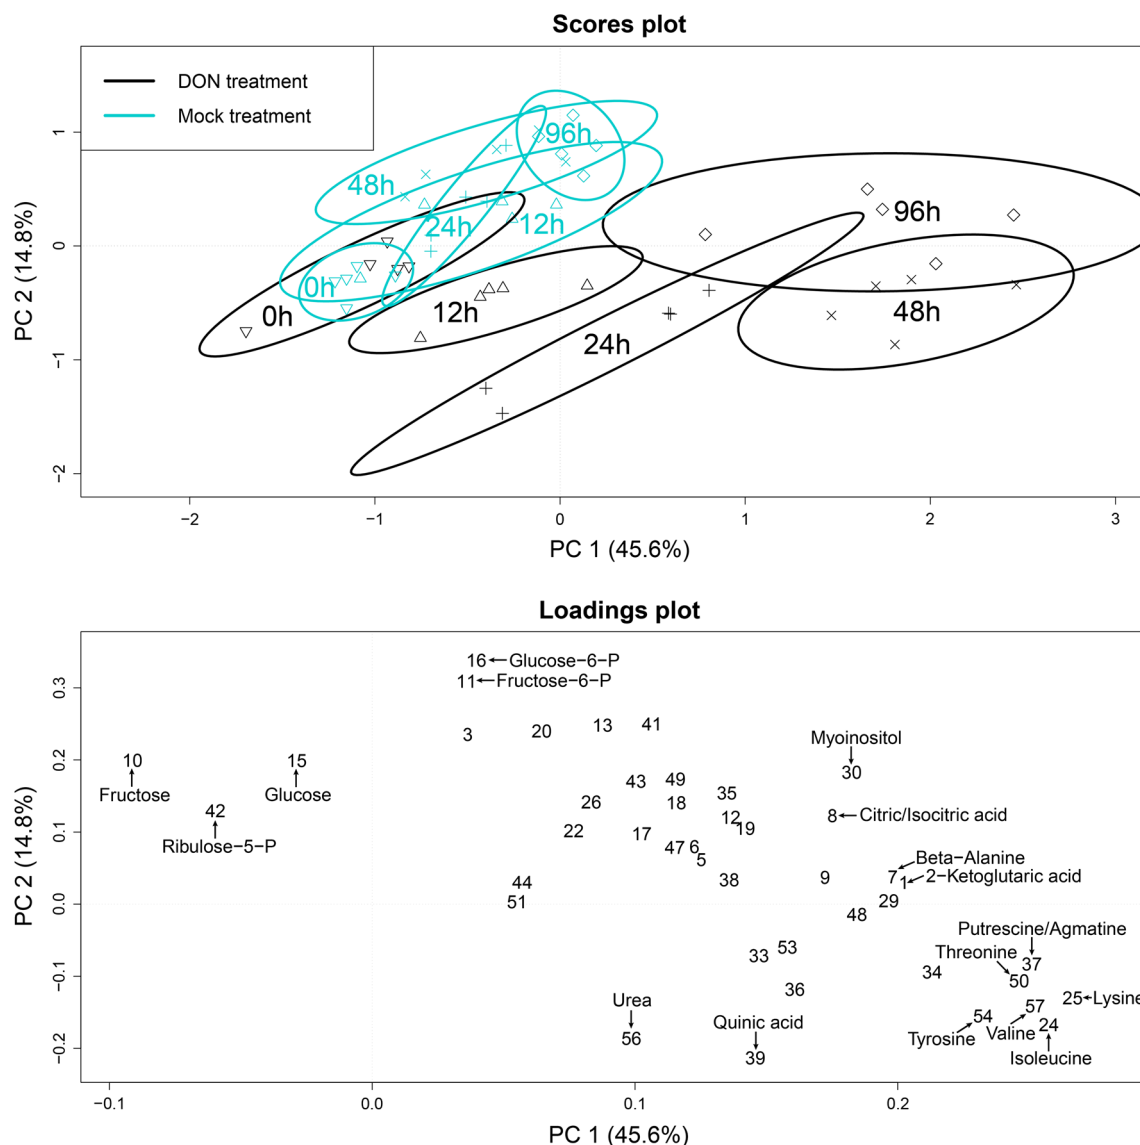 Scores plot
DON treatment
Mock treatment
PC 2 (14.8%)
1
0
−1
−2
96h
48h
24h
12h
0h
0h
12h
24h
96h
48h
−2
−1
0
1
2
3
PC 1 (45.6%)
Loadings plot
PC 2 (14.8%)
0.3
0.2
0.1
0.0
−0.1
−0.2
16 Glucose−6−P
11 Fructose−6−P
3
20
13
41
Myoinositol
30
10
Fructose
15
Glucose
42
Ribulose−5−P
43
49
26
18
35
12
19
8 Citric/Isocitric acid
22
17
47
6
5
38
9
7
Beta−Alanine
1
2−Ketoglutaric acid
44
51
29
48
33
53
36
34
Putrescine/Agmatine
37
Threonine
50
25 Lysine
Urea
56
Quinic acid
39
54
Tyrosine
57
Valine
24
Isoleucine
−0.1
0.0
0.1
0.2
PC 1 (45.6%)